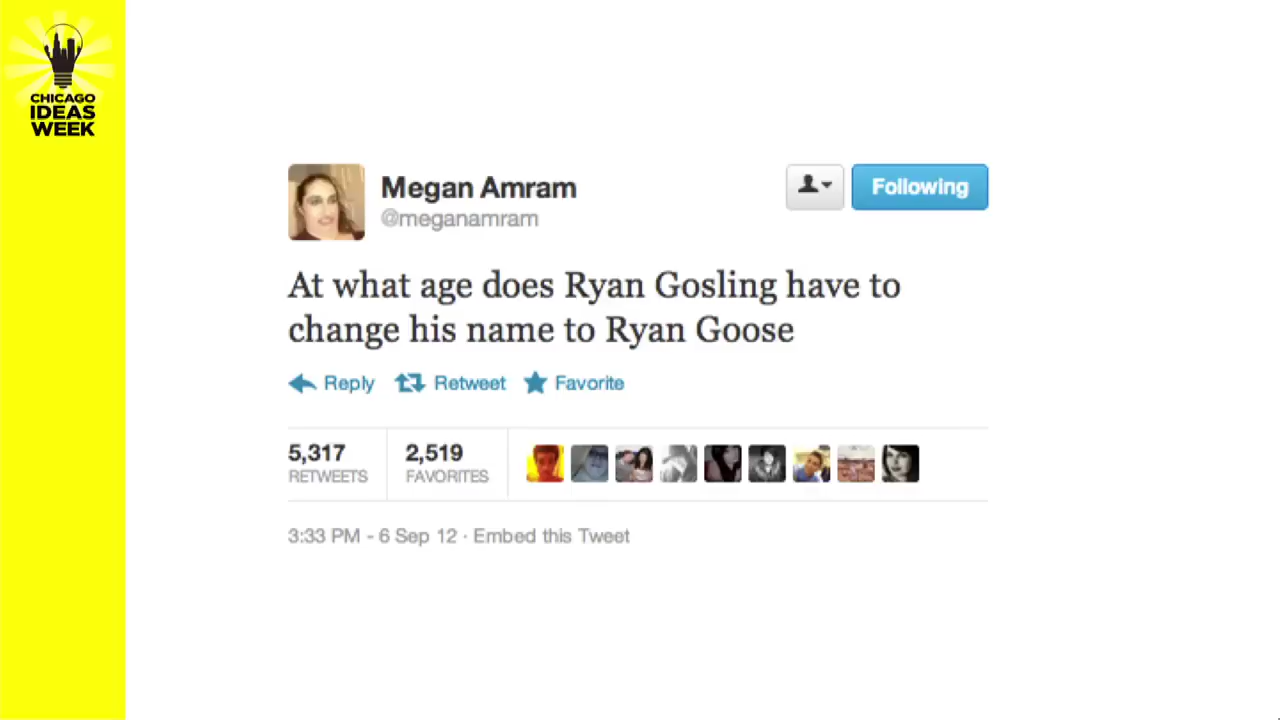 CHICAGO
IDEAS
WEEK
Megan Amram
@meganamram
Following
At what age does Ryan Gosling have to
change his name to Ryan Goose
Reply Retweet Favorite
5,317 2,519
RETWEETS FAVORITES
3:33 PM - 6 Sep 12 · Embed this Tweet